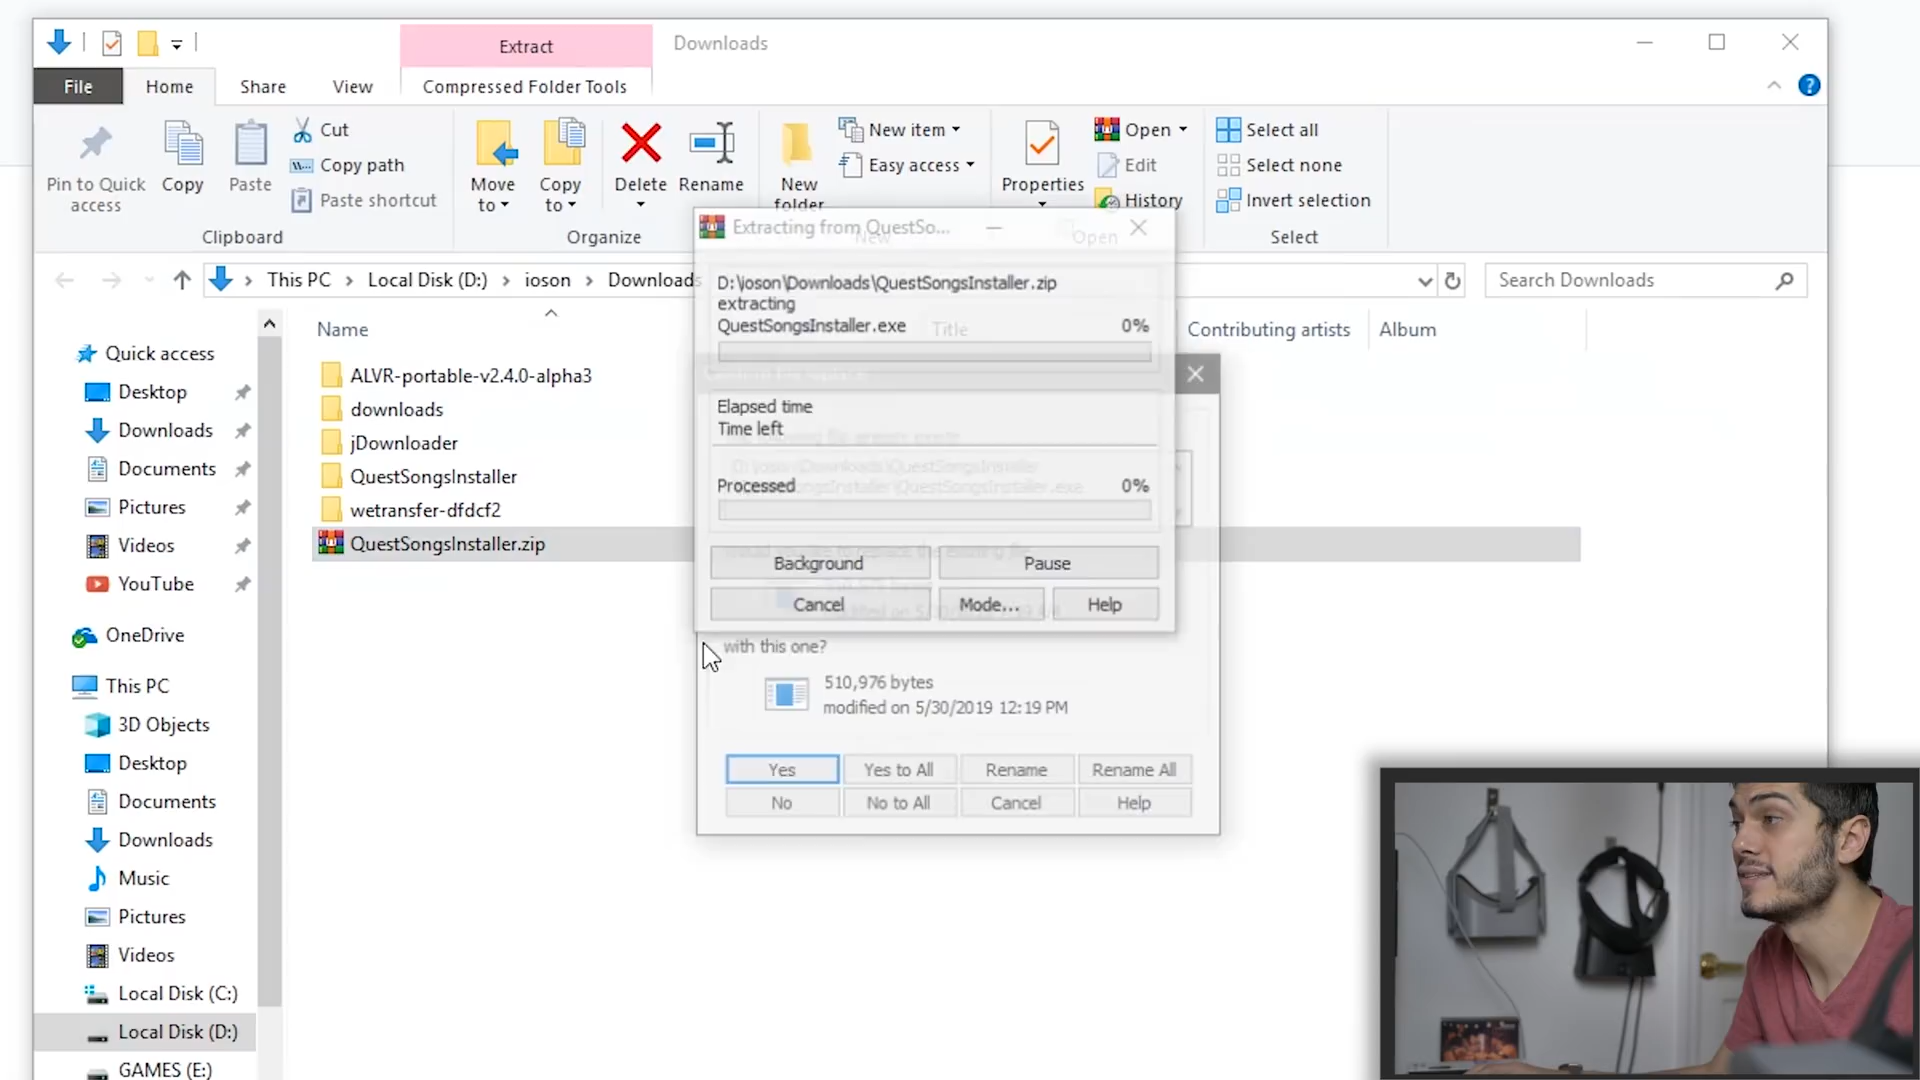 Extract
Downloads
File
Home
Share
View
Compressed Folder Tools
Pin to Quick access
Copy
Paste
Cut
Copy path
Paste shortcut
Clipboard
Move to
Copy to
Delete
Rename
Organize
New folder
New item
Easy access
New
Properties
Open
Edit
History
Open
Select all
Select none
Invert selection
Select
This PC
Local Disk (D:)
ioson
Downloads
Search Downloads
Name
Title
Contributing artists
Album
Quick access
Desktop
Downloads
Documents
Pictures
Videos
YouTube
OneDrive
This PC
3D Objects
Desktop
Documents
Downloads
Music
Pictures
Videos
Local Disk (C:)
Local Disk (D:)
GAMES (E:)
ALVR-portable-v2.4.0-alpha3
downloads
jDownloader
QuestSongsInstaller
wetransfer-dfdcf2
QuestSongsInstaller.zip
Extracting from QuestSo...
D:\ioson\Downloads\QuestSongsInstaller.zip
extracting
QuestSongsInstaller.exe
0%
Elapsed time
Time left
D:\ioson\Downloads\QuestSongsInstaller
Processed
0%
Background
Pause
Cancel
Mode...
Help
with this one?
510,976 bytes
modified on 5/30/2019 12:19 PM
Yes
Yes to All
Rename
Rename All
No
No to All
Cancel
Help